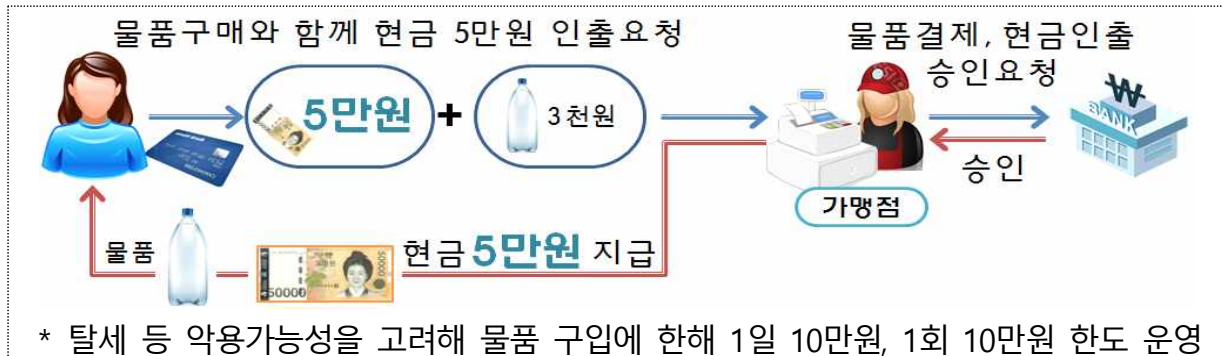 물품구매와 함께 현금 5만원 인출요청
물품결제, 현금인출
승인요청
5만원 + 3천원
BANK
승인
가맹점
물품
현금 5만원 지급
50000
50000
* 탈세 등 악용가능성을 고려해 물품 구입에 한해 1일 10만원, 1회 10만원 한도 운영